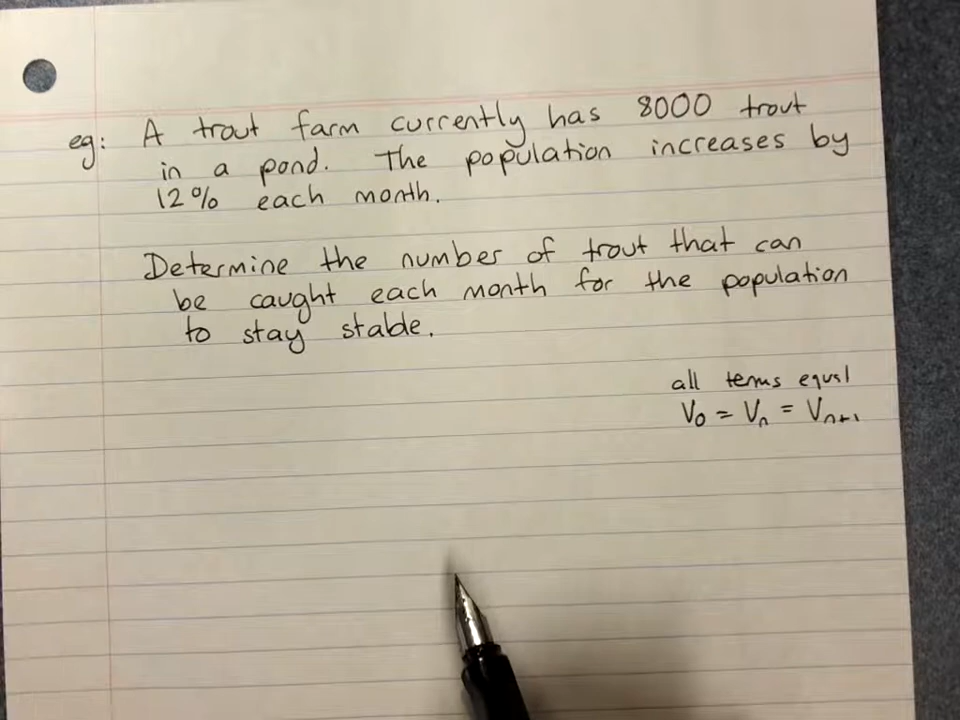 eg: A trout farm currently has 8000 trout
in a pond. The population increases by
12% each month.
Determine the number of trout that can
be caught each month for the population
to stay stable.
all terms equal
V₀ = Vₙ = Vₙ₊₁